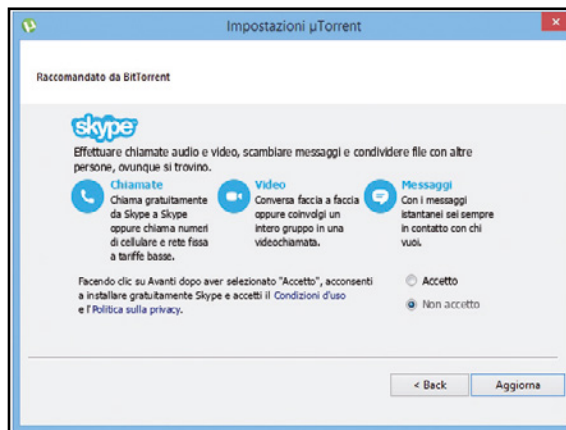 Impostazioni µTorrent
Raccomandato da BitTorrent
skype
Effettuare chiamate audio e video, scambiare messaggi e condividere file con altre
persone, ovunque si trovino.
Chiamate
Chiama gratuitamente
da Skype a Skype
oppure chiama numeri
di cellulare e rete fissa
a tariffe basse.
Video
Conversa faccia a faccia
oppure coinvolgi un
intero gruppo in una
videochiamata.
Messaggi
Con i messaggi
istantanei sei sempre
in contatto con chi
vuoi.
Facendo clic su Avanti dopo aver selezionato "Accetto", acconsenti
a installare gratuitamente Skype e accetti il Condizioni d'uso
e l'Politica sulla privacy.
Accetto
Non accetto
< Back
Aggiorna